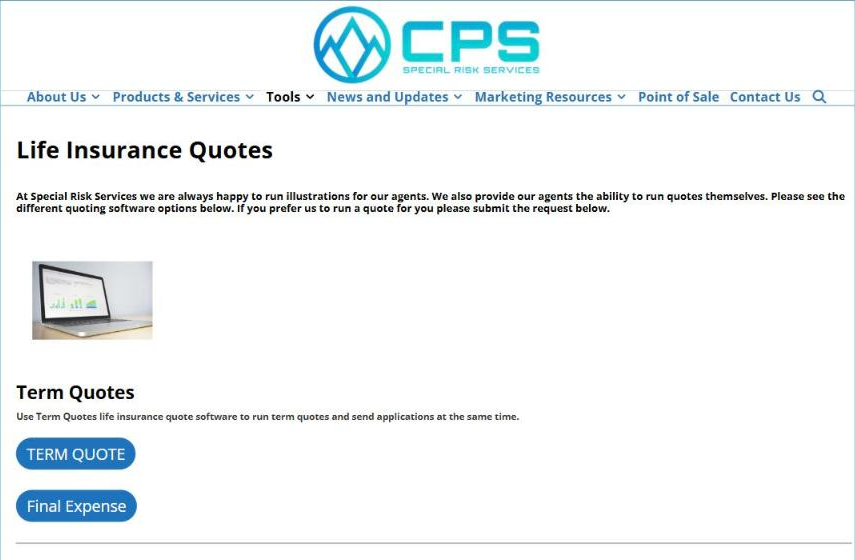 CPS
SPECIAL RISK SERVICES
About Us Products & Services Tools News and Updates Marketing Resources Point of Sale Contact Us
Life Insurance Quotes
At Special Risk Services we are always happy to run illustrations for our agents. We also provide our agents the ability to run quotes themselves. Please see the
different quoting software options below. If you prefer us to run a quote for you please submit the request below.
Term Quotes
Use Term Quotes life insurance quote software to run term quotes and send applications at the same time.
TERM QUOTE
Final Expense